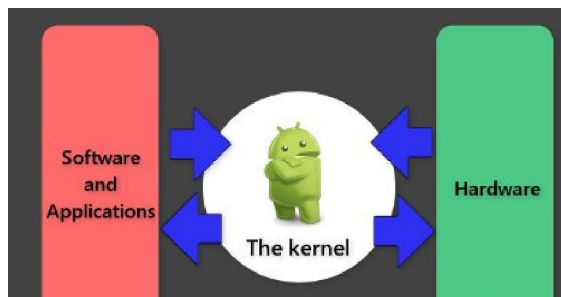 Software
and
Applications
The kernel
Hardware